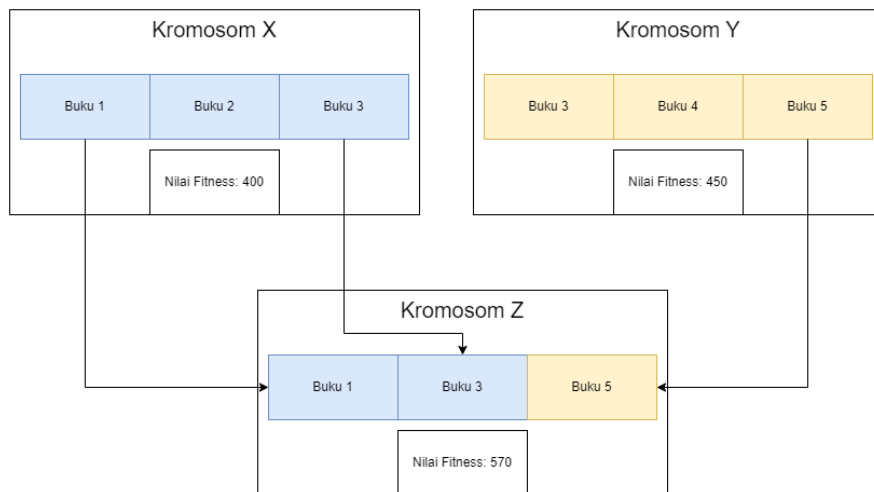 Kromosom X
Buku 1
Buku 2
Buku 3
Nilai Fitness: 400
Kromosom Y
Buku 3
Buku 4
Buku 5
Nilai Fitness: 450
Kromosom Z
Buku 1
Buku 3
Buku 5
Nilai Fitness: 570